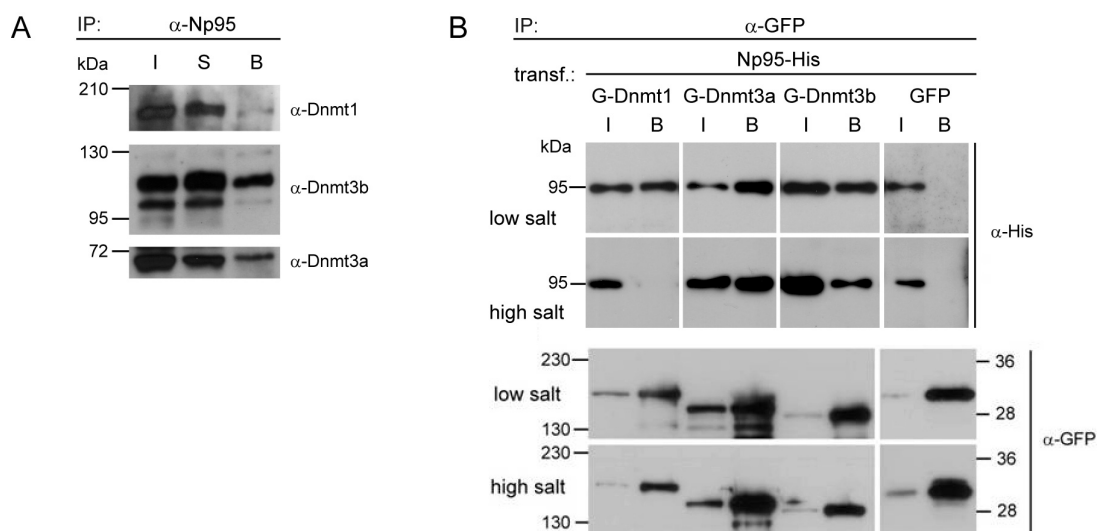 A
IP: α-Np95
kDa I S B
210
α-Dnmt1
130
α-Dnmt3b
95
72
α-Dnmt3a
B
IP: α-GFP
Np95-His
transf.:
G-Dnmt1 G-Dnmt3a G-Dnmt3b GFP
I B I B I B I B
kDa
95
low salt
α-His
95
high salt
230 36
low salt
28
130
α-GFP
230 36
high salt
28
130